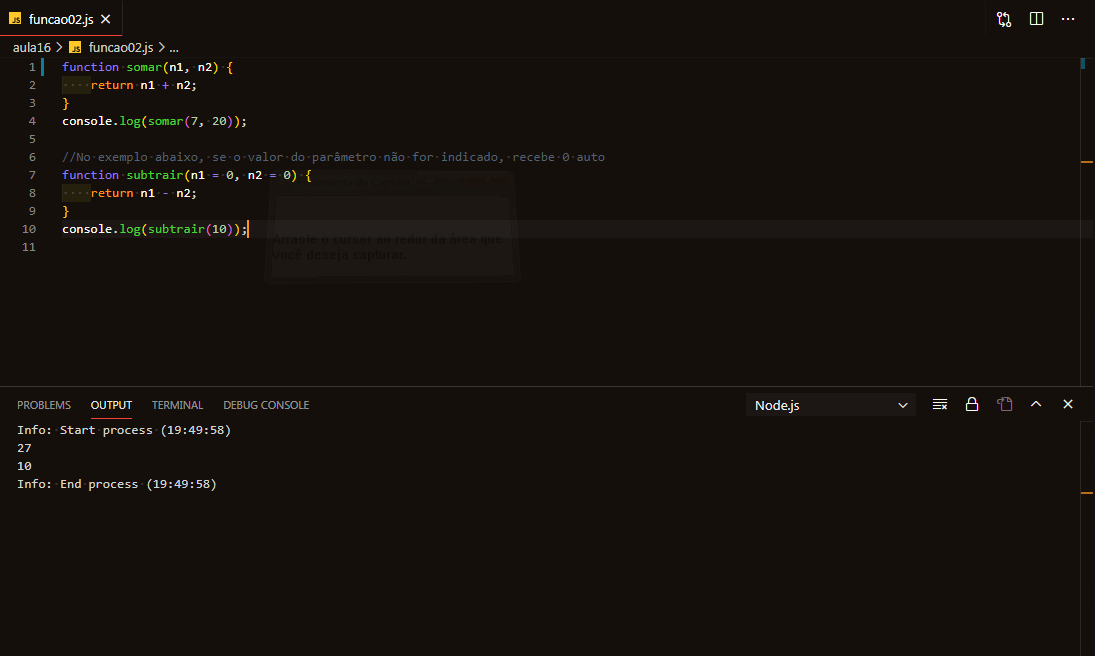 JS funcao02.js
aula16 > JS funcao02.js > ...
1 function somar(n1, n2) {
2 return n1 + n2;
3 }
4 console.log(somar(7, 20));
5
6 //No exemplo abaixo, se o valor do parâmetro não for indicado, recebe 0 auto
7 function subtrair(n1 = 0, n2 = 0) {
8 return n1 - n2;
9 }
10 console.log(subtrair(10));
11
Arraste o cursor ao redor da área que
você deseja capturar.
PROBLEMS OUTPUT TERMINAL DEBUG CONSOLE Node.js
Info: Start process (19:49:58)
27
10
Info: End process (19:49:58)